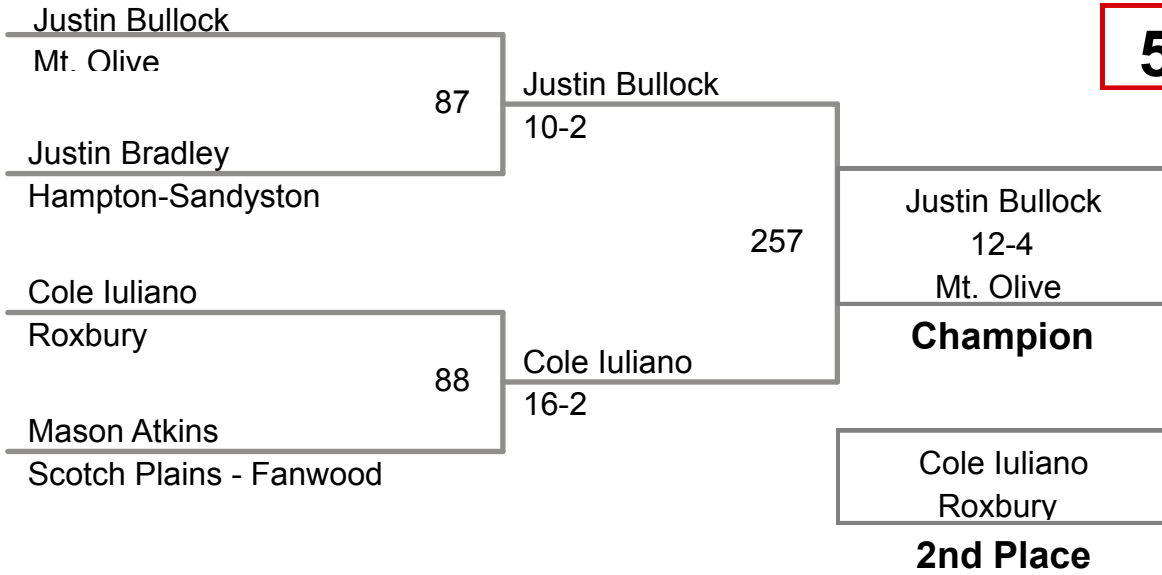 Justin Bullock
Mt. Olive
5
87
Justin Bullock
10-2
Justin Bradley
Hampton-Sandyston
Justin Bullock
12-4
Mt. Olive
Champion
257
Cole Iuliano
Roxbury
88
Cole Iuliano
16-2
Mason Atkins
Scotch Plains - Fanwood
Cole Iuliano
Roxbury
2nd Place